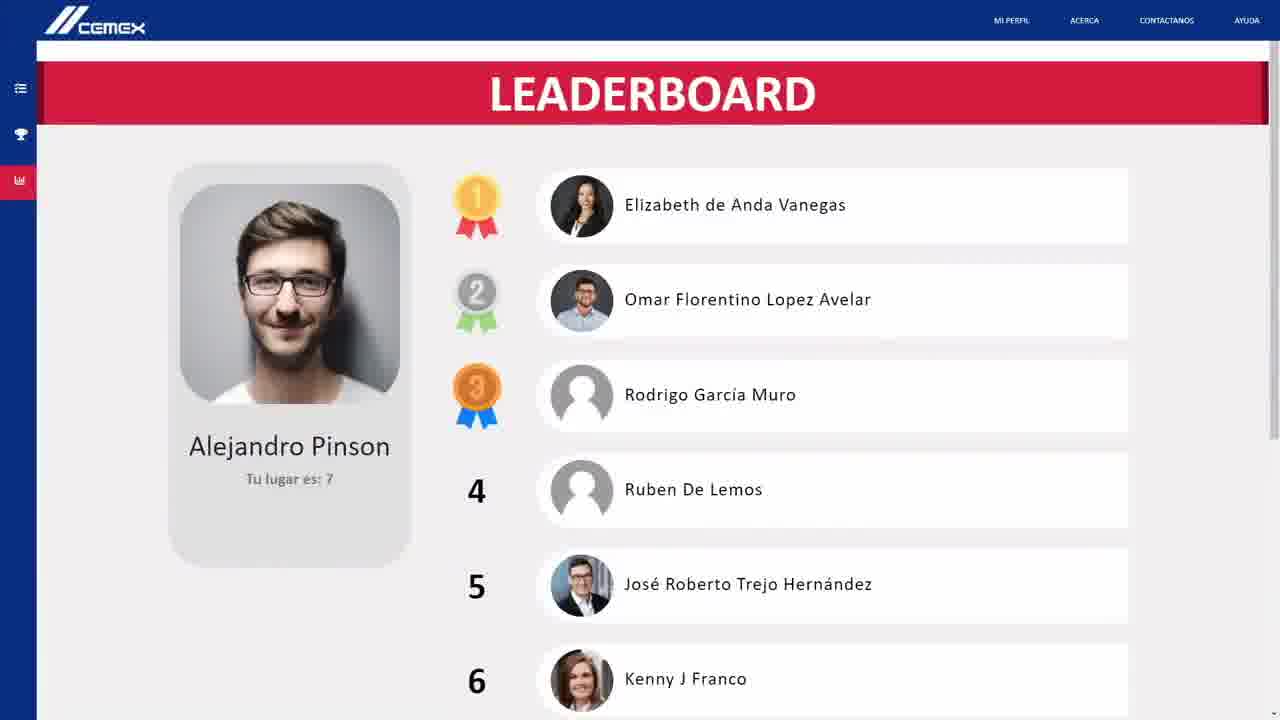 CEMEX
MI PERFIL
ACERCA
CONTACTANOS
AYUDA
LEADERBOARD
Alejandro Pinson
Tu lugar es: 7
1
Elizabeth de Anda Vanegas
2
Omar Florentino Lopez Avelar
3
Rodrigo García Muro
4
Ruben De Lemos
5
José Roberto Trejo Hernández
6
Kenny J Franco